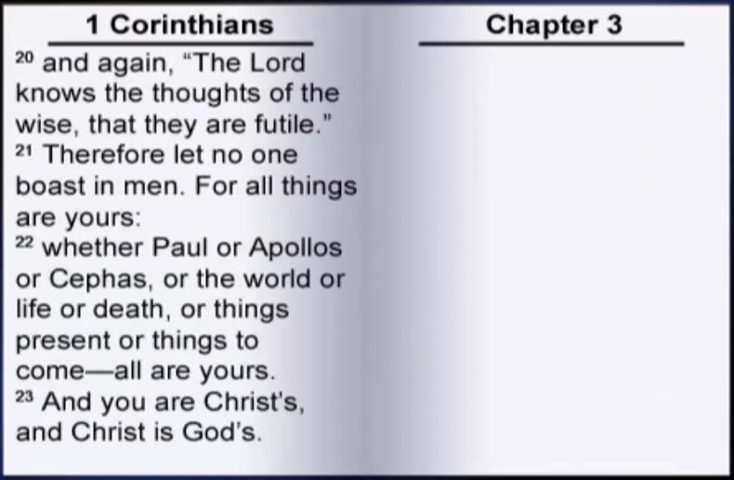 1 Corinthians
Chapter 3
²⁰ and again, “The Lord
knows the thoughts of the
wise, that they are futile.”
²¹ Therefore let no one
boast in men. For all things
are yours:
²² whether Paul or Apollos
or Cephas, or the world or
life or death, or things
present or things to
come—all are yours.
²³ And you are Christ's,
and Christ is God's.